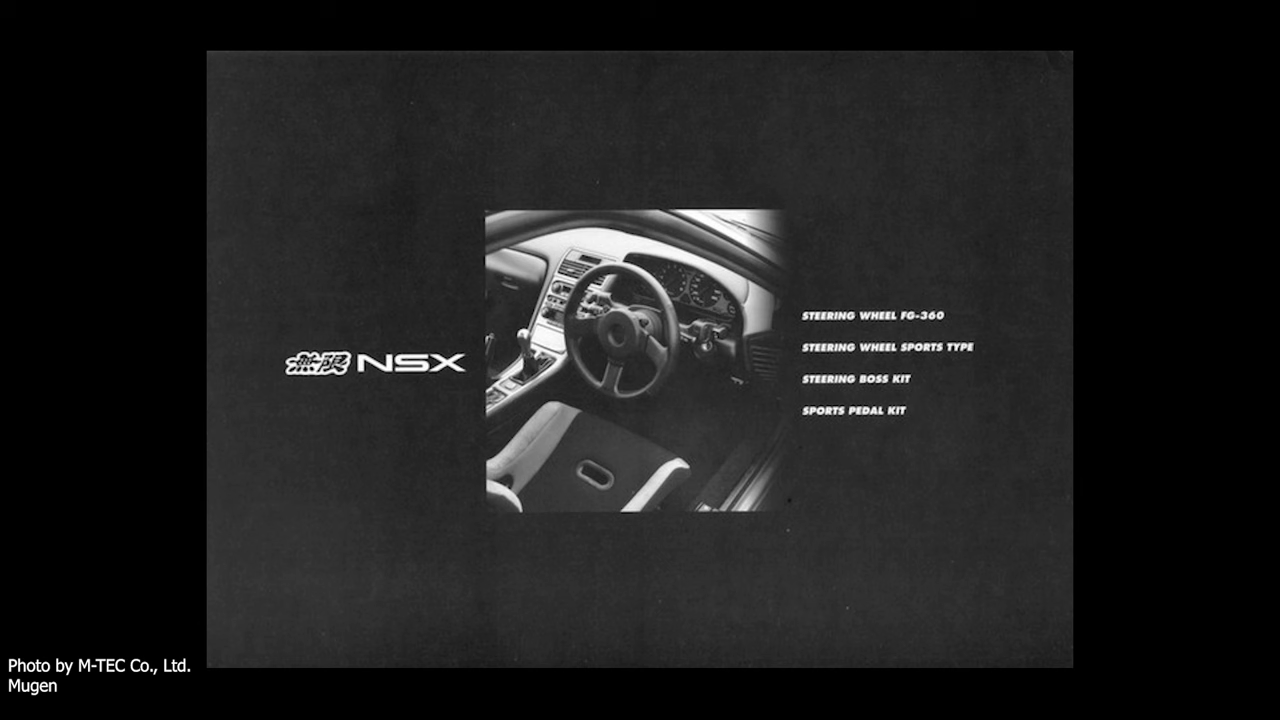 無限 NSX
STEERING WHEEL FG-360
STEERING WHEEL SPORTS TYPE
STEERING BOSS KIT
SPORTS PEDAL KIT
Photo by M-TEC Co., Ltd.
Mugen